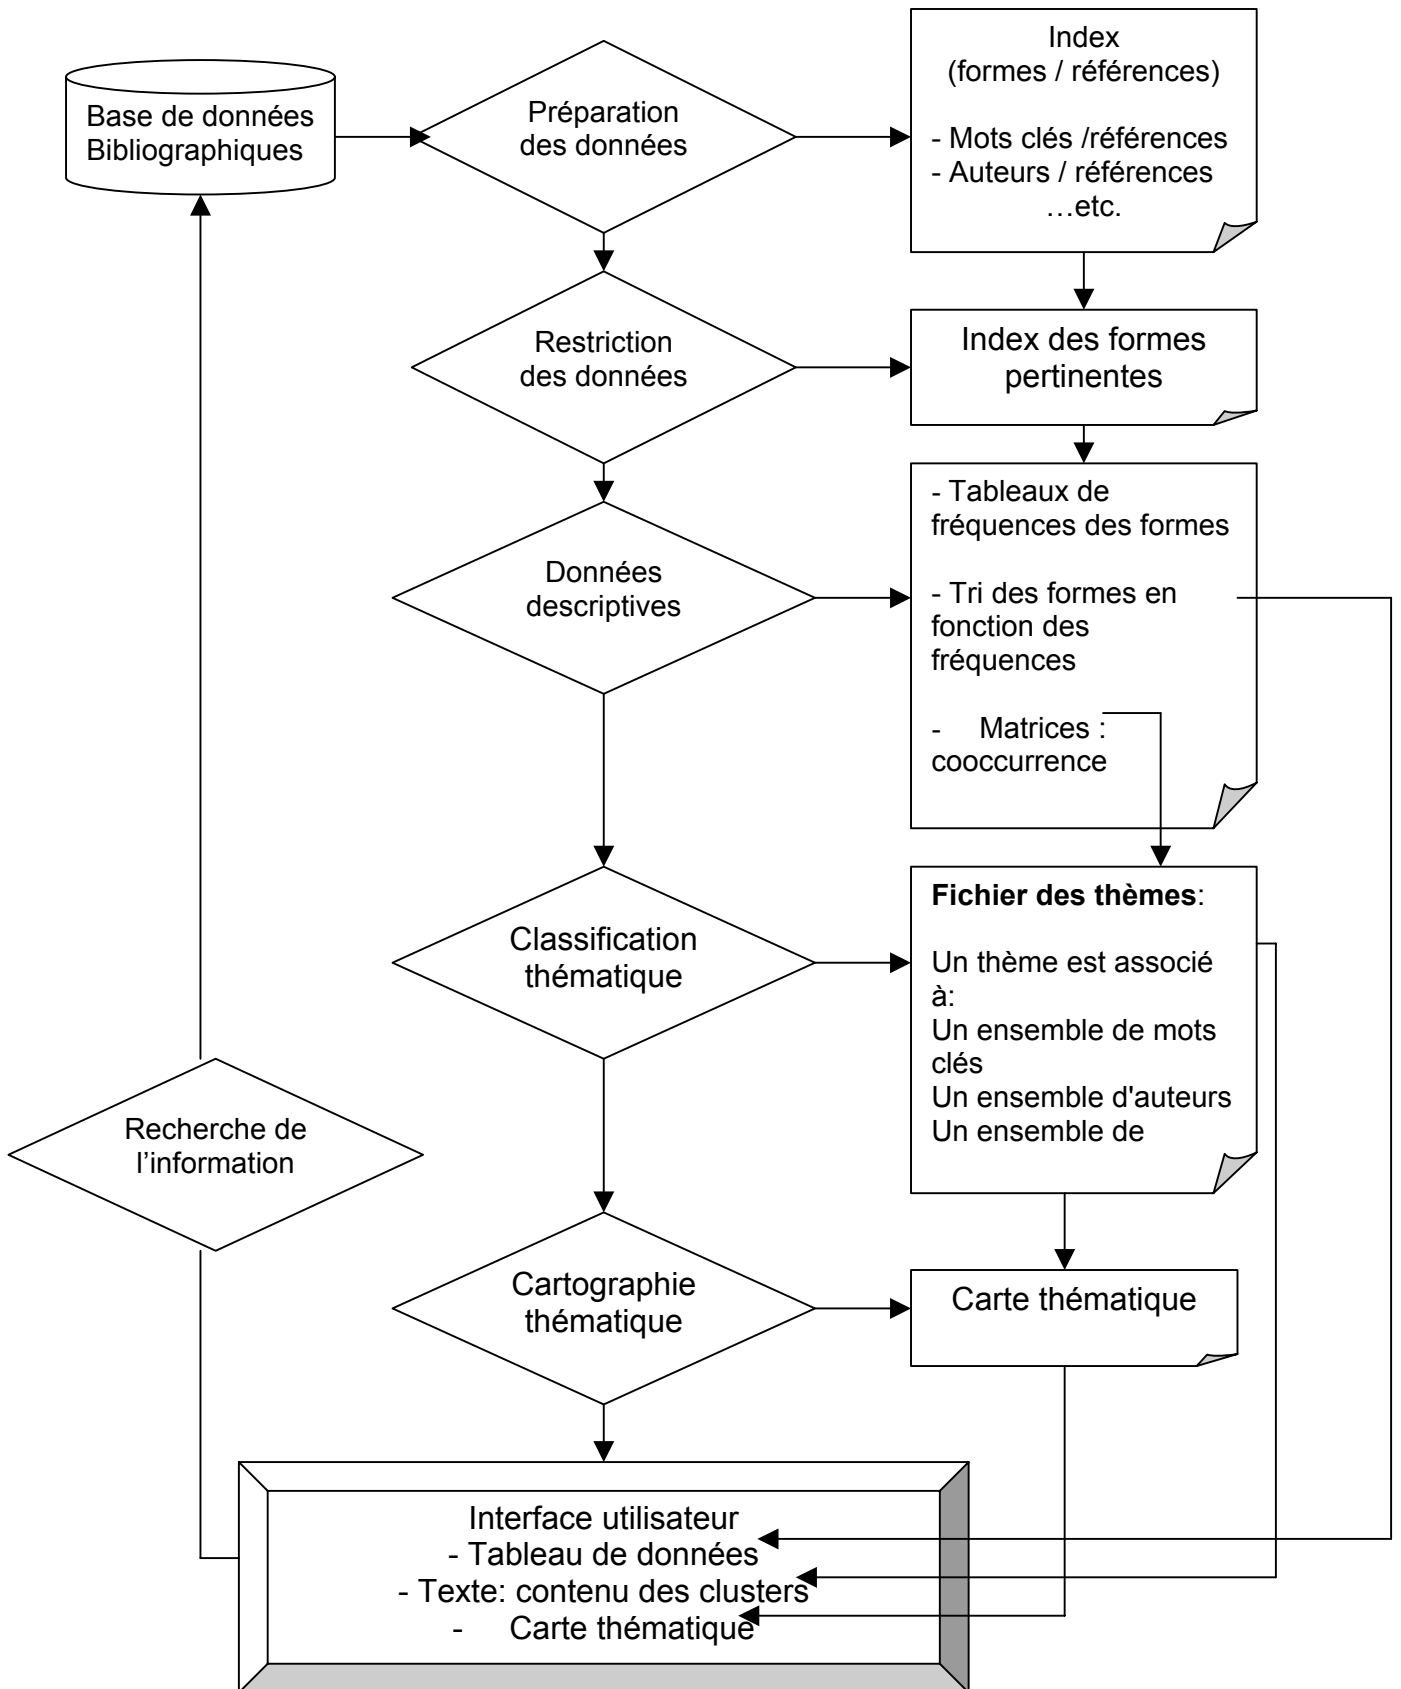 Base de données
Bibliographiques
Préparation
des données
Index
(formes / références)
- Mots clés /références
- Auteurs / références
…etc.
Restriction
des données
Index des formes
pertinentes
Données
descriptives
- Tableaux de
fréquences des formes
- Tri des formes en
fonction des
fréquences
- Matrices :
cooccurrence
Classification
thématique
Fichier des thèmes:
Un thème est associé
à:
Un ensemble de mots
clés
Un ensemble d'auteurs
Un ensemble de
Recherche de
l’information
Cartographie
thématique
Carte thématique
Interface utilisateur
- Tableau de données
- Texte: contenu des clusters
- Carte thématique